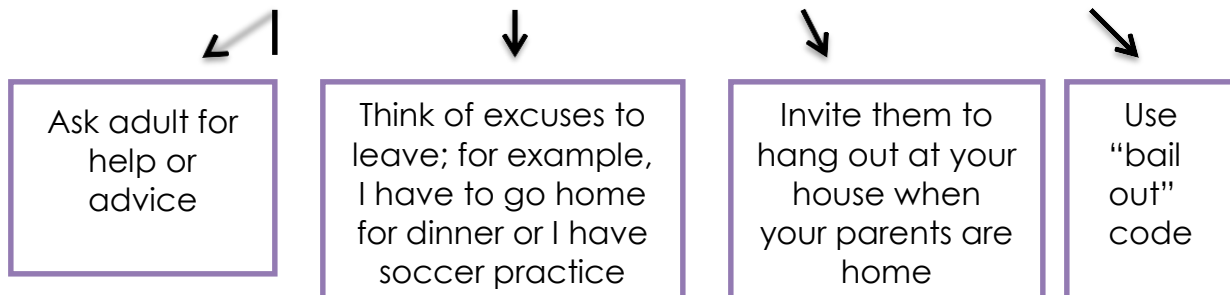 Ask adult for
help or
advice
Think of excuses to
leave; for example,
I have to go home
for dinner or I have
soccer practice
Invite them to
hang out at your
house when
your parents are
home
Use
“bail
out”
code